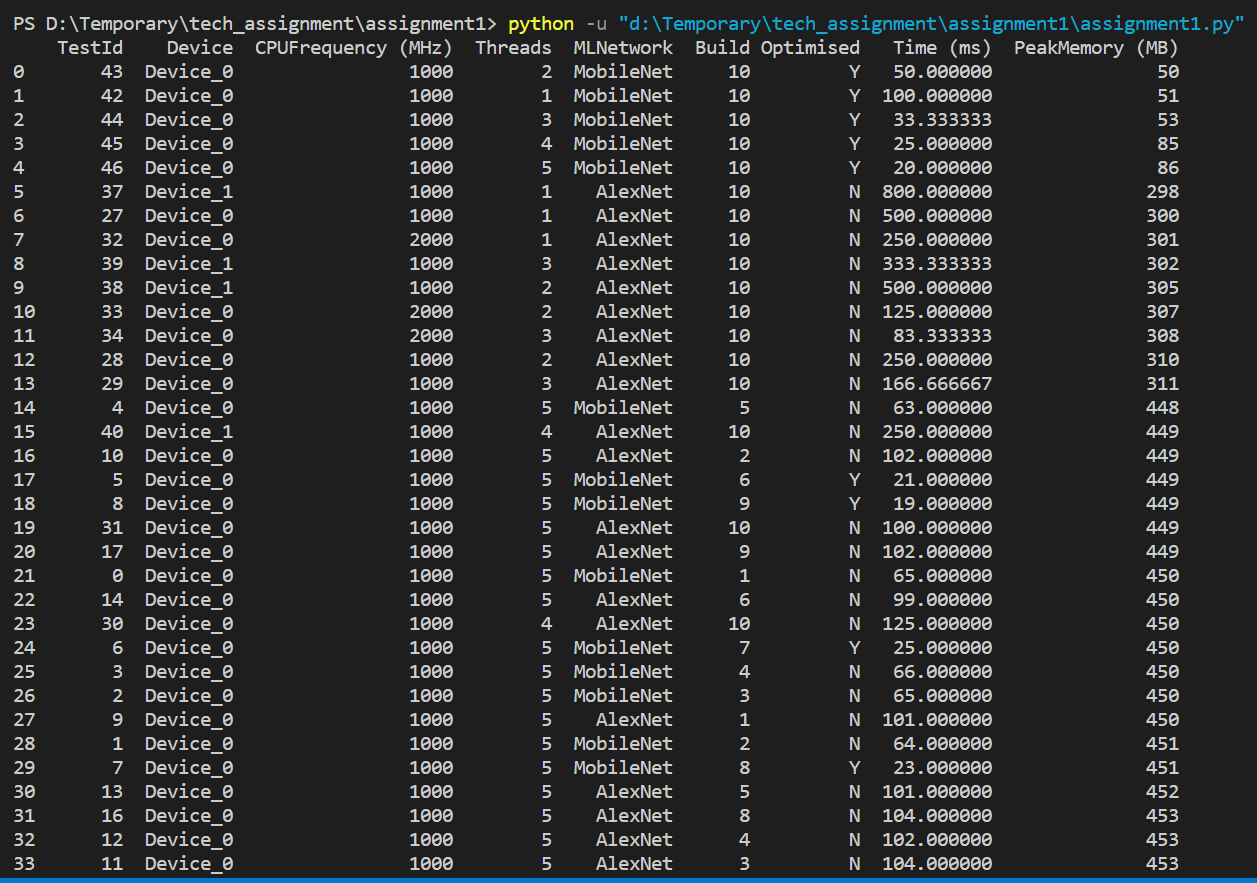 PS D:\Temporary\tech_assignment\assignment1> python -u "d:\Temporary\tech_assignment\assignment1\assignment1.py"
TestId Device CPUFrequency (MHz) Threads MLNetwork Build Optimised Time (ms) PeakMemory (MB)
0 43 Device_0 1000 2 MobileNet 10 Y 50.000000 50
1 42 Device_0 1000 1 MobileNet 10 Y 100.000000 51
2 44 Device_0 1000 3 MobileNet 10 Y 33.333333 53
3 45 Device_0 1000 4 MobileNet 10 Y 25.000000 85
4 46 Device_0 1000 5 MobileNet 10 Y 20.000000 86
5 37 Device_1 1000 1 AlexNet 10 N 800.000000 298
6 27 Device_0 1000 1 AlexNet 10 N 500.000000 300
7 32 Device_0 2000 1 AlexNet 10 N 250.000000 301
8 39 Device_1 1000 3 AlexNet 10 N 333.333333 302
9 38 Device_1 1000 2 AlexNet 10 N 500.000000 305
10 33 Device_0 2000 2 AlexNet 10 N 125.000000 307
11 34 Device_0 2000 3 AlexNet 10 N 83.333333 308
12 28 Device_0 1000 2 AlexNet 10 N 250.000000 310
13 29 Device_0 1000 3 AlexNet 10 N 166.666667 311
14 4 Device_0 1000 5 MobileNet 5 N 63.000000 448
15 40 Device_1 1000 4 AlexNet 10 N 250.000000 449
16 10 Device_0 1000 5 AlexNet 2 N 102.000000 449
17 5 Device_0 1000 5 MobileNet 6 Y 21.000000 449
18 8 Device_0 1000 5 MobileNet 9 Y 19.000000 449
19 31 Device_0 1000 5 AlexNet 10 N 100.000000 449
20 17 Device_0 1000 5 AlexNet 9 N 102.000000 449
21 0 Device_0 1000 5 MobileNet 1 N 65.000000 450
22 14 Device_0 1000 5 AlexNet 6 N 99.000000 450
23 30 Device_0 1000 4 AlexNet 10 N 125.000000 450
24 6 Device_0 1000 5 MobileNet 7 Y 25.000000 450
25 3 Device_0 1000 5 MobileNet 4 N 66.000000 450
26 2 Device_0 1000 5 MobileNet 3 N 65.000000 450
27 9 Device_0 1000 5 AlexNet 1 N 101.000000 450
28 1 Device_0 1000 5 MobileNet 2 N 64.000000 451
29 7 Device_0 1000 5 MobileNet 8 Y 23.000000 451
30 13 Device_0 1000 5 AlexNet 5 N 101.000000 452
31 16 Device_0 1000 5 AlexNet 8 N 104.000000 453
32 12 Device_0 1000 5 AlexNet 4 N 102.000000 453
33 11 Device_0 1000 5 AlexNet 3 N 104.000000 453